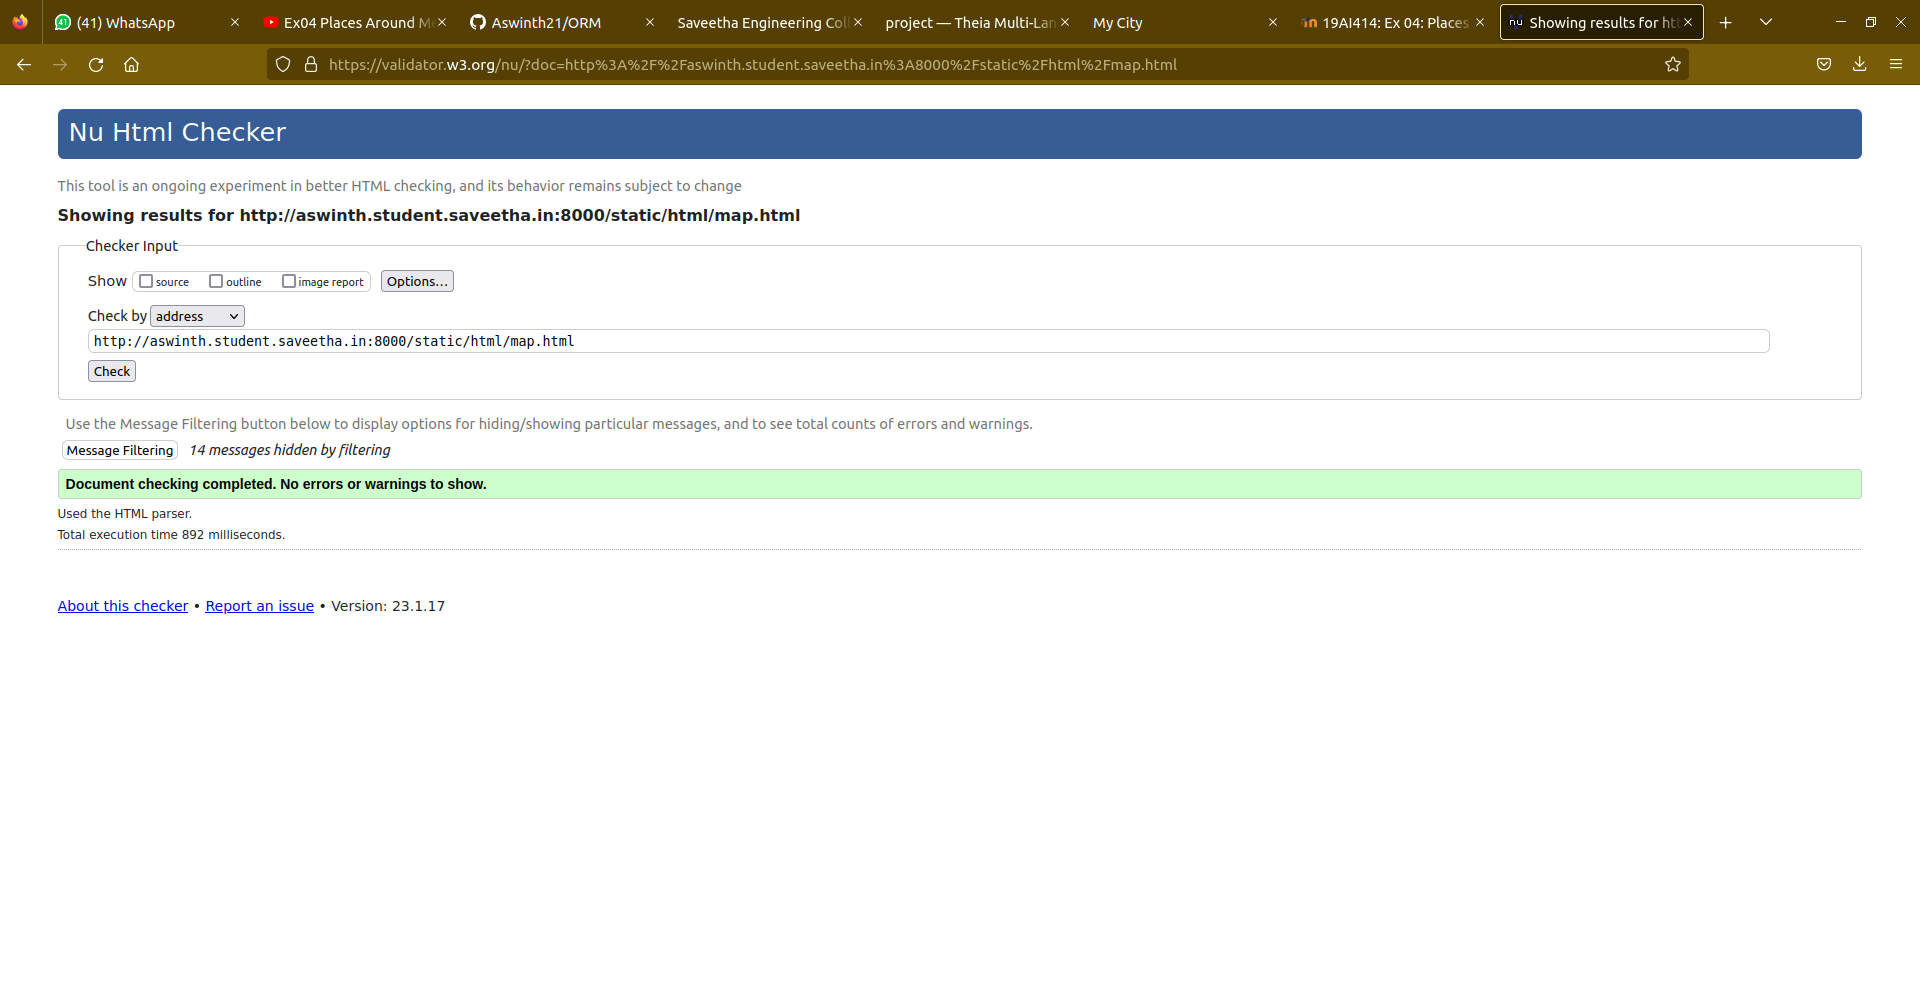 (41) WhatsApp
Ex04 Places Around M
Aswinth21/ORM
Saveetha Engineering Col
project — Theia Multi-Lan
My City
19AI414: Ex 04: Places
nu Showing results for ht
https://validator.w3.org/nu/?doc=http%3A%2F%2Faswinth.student.saveetha.in%3A8000%2Fstatic%2Fhtml%2Fmap.html
Nu Html Checker
This tool is an ongoing experiment in better HTML checking, and its behavior remains subject to change
Showing results for http://aswinth.student.saveetha.in:8000/static/html/map.html
Checker Input
Show source outline image report Options...
Check by address
http://aswinth.student.saveetha.in:8000/static/html/map.html
Check
Use the Message Filtering button below to display options for hiding/showing particular messages, and to see total counts of errors and warnings.
Message Filtering 14 messages hidden by filtering
Document checking completed. No errors or warnings to show.
Used the HTML parser.
Total execution time 892 milliseconds.
About this checker • Report an issue • Version: 23.1.17